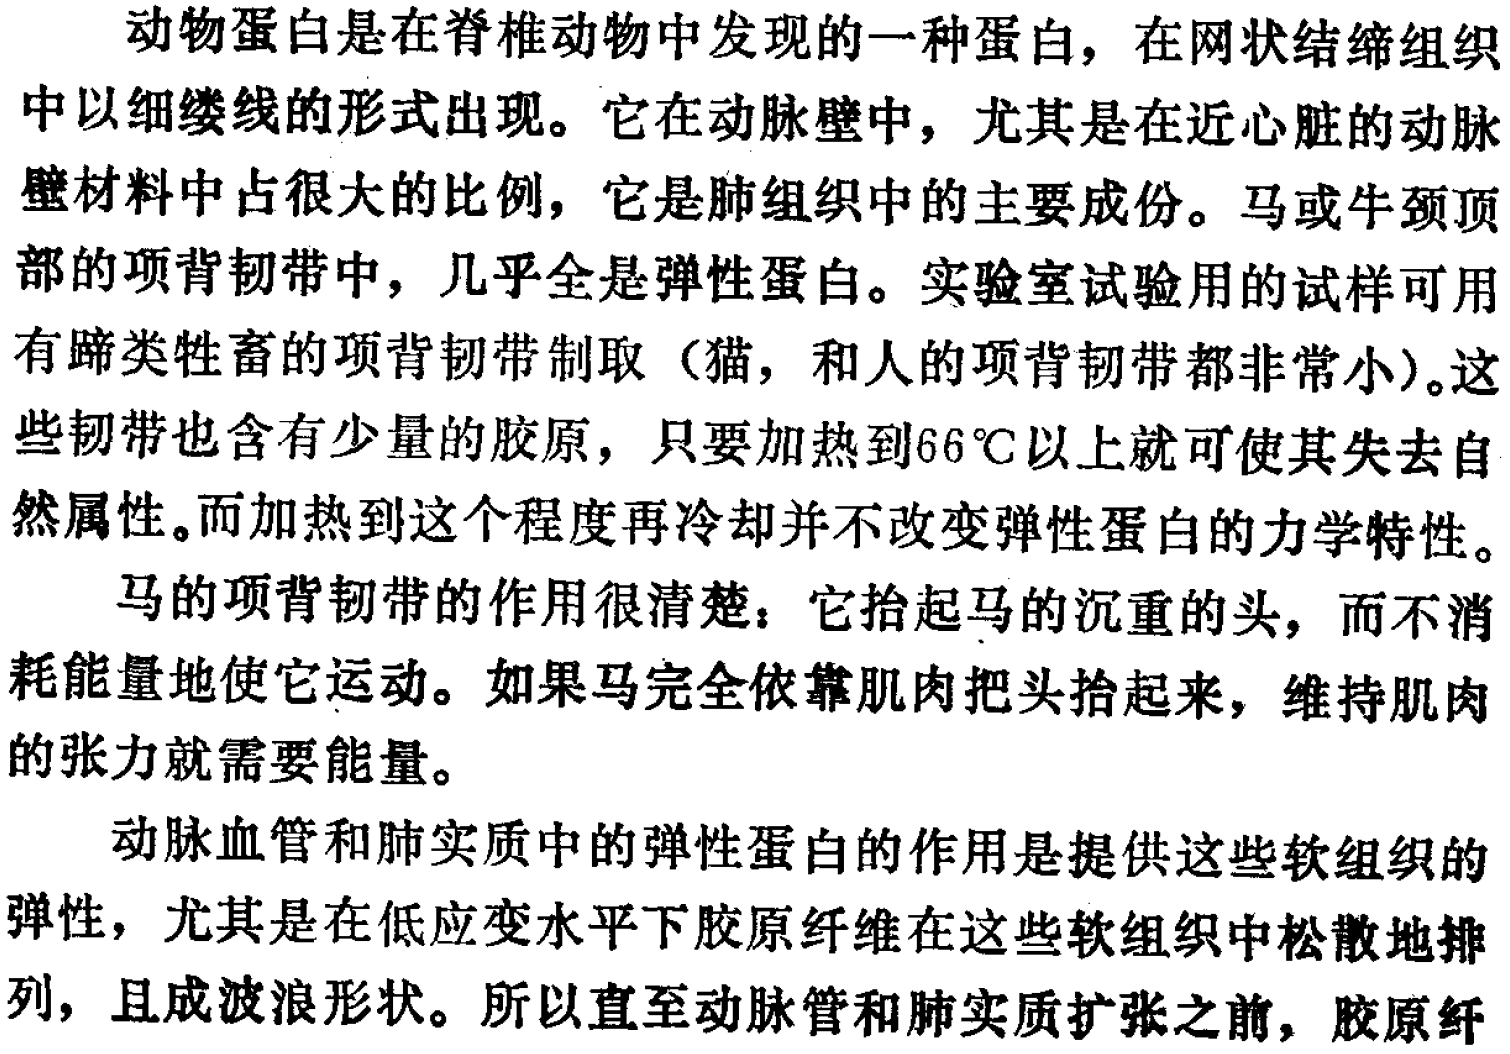 动物蛋白是在脊椎动物中发现的一种蛋白，在网状结缔组织
中以细缕线的形式出现。它在动脉壁中，尤其是在近心脏的动脉
壁材料中占很大的比例，它是肺组织中的主要成份。马或牛颈顶
部的项背韧带中，几乎全是弹性蛋白。实验室试验用的试样可用
有蹄类牲畜的项背韧带制取（猫，和人的项背韧带都非常小）。这
些韧带也含有少量的胶原，只要加热到66℃以上就可使其失去自
然属性。而加热到这个程度再冷却并不改变弹性蛋白的力学特性。
马的项背韧带的作用很清楚：它抬起马的沉重的头，而不消
耗能量地使它运动。如果马完全依靠肌肉把头抬起来，维持肌肉
的张力就需要能量。
动脉血管和肺实质中的弹性蛋白的作用是提供这些软组织的
弹性，尤其是在低应变水平下胶原纤维在这些软组织中松散地排
列，且成波浪形状。所以直至动脉管和肺实质扩张之前，胶原纤